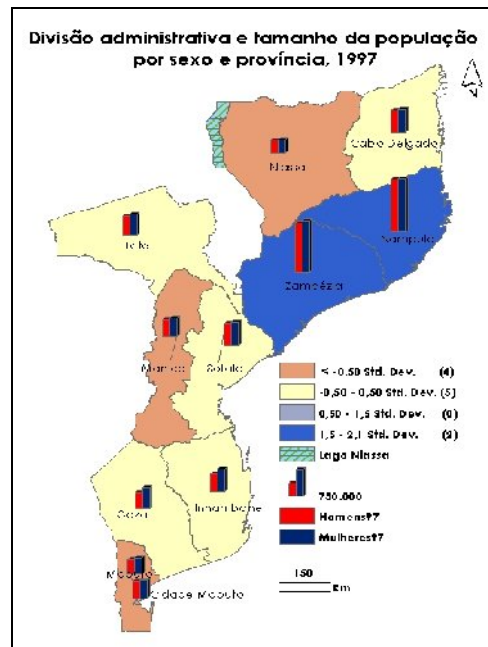 Divisão administrativa e tamanho da população
por sexo e província, 1997
Cabo Delgado
Niassa
Nampula
Tete
Zambézia
Manica
Sofala
< -0,50 Std. Dev. (4)
-0,50 - 0,50 Std. Dev. (5)
0,50 - 1,5 Std. Dev. (0)
1,5 - 2,1 Std. Dev. (2)
Lago Niassa
Inhambane
Gaza
750.000
Homens97
Mulheres97
Maputo
Cidade Maputo
150
Km